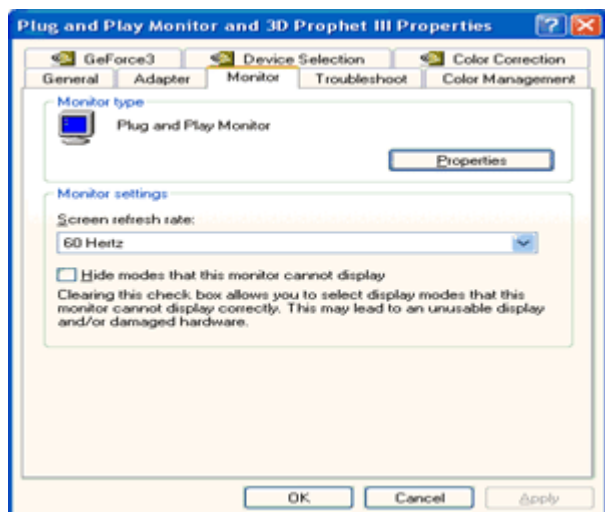 Plug and Play Monitor and 3D Prophet III Properties
GeForce3 Device Selection Color Correction
General Adapter Monitor Troubleshoot Color Management
Monitor type
Plug and Play Monitor
Properties
Monitor settings
Screen refresh rate:
60 Hertz
Hide modes that this monitor cannot display
Clearing this check box allows you to select display modes that this
monitor cannot display correctly. This may lead to an unusable display
and/or damaged hardware.
OK Cancel Apply